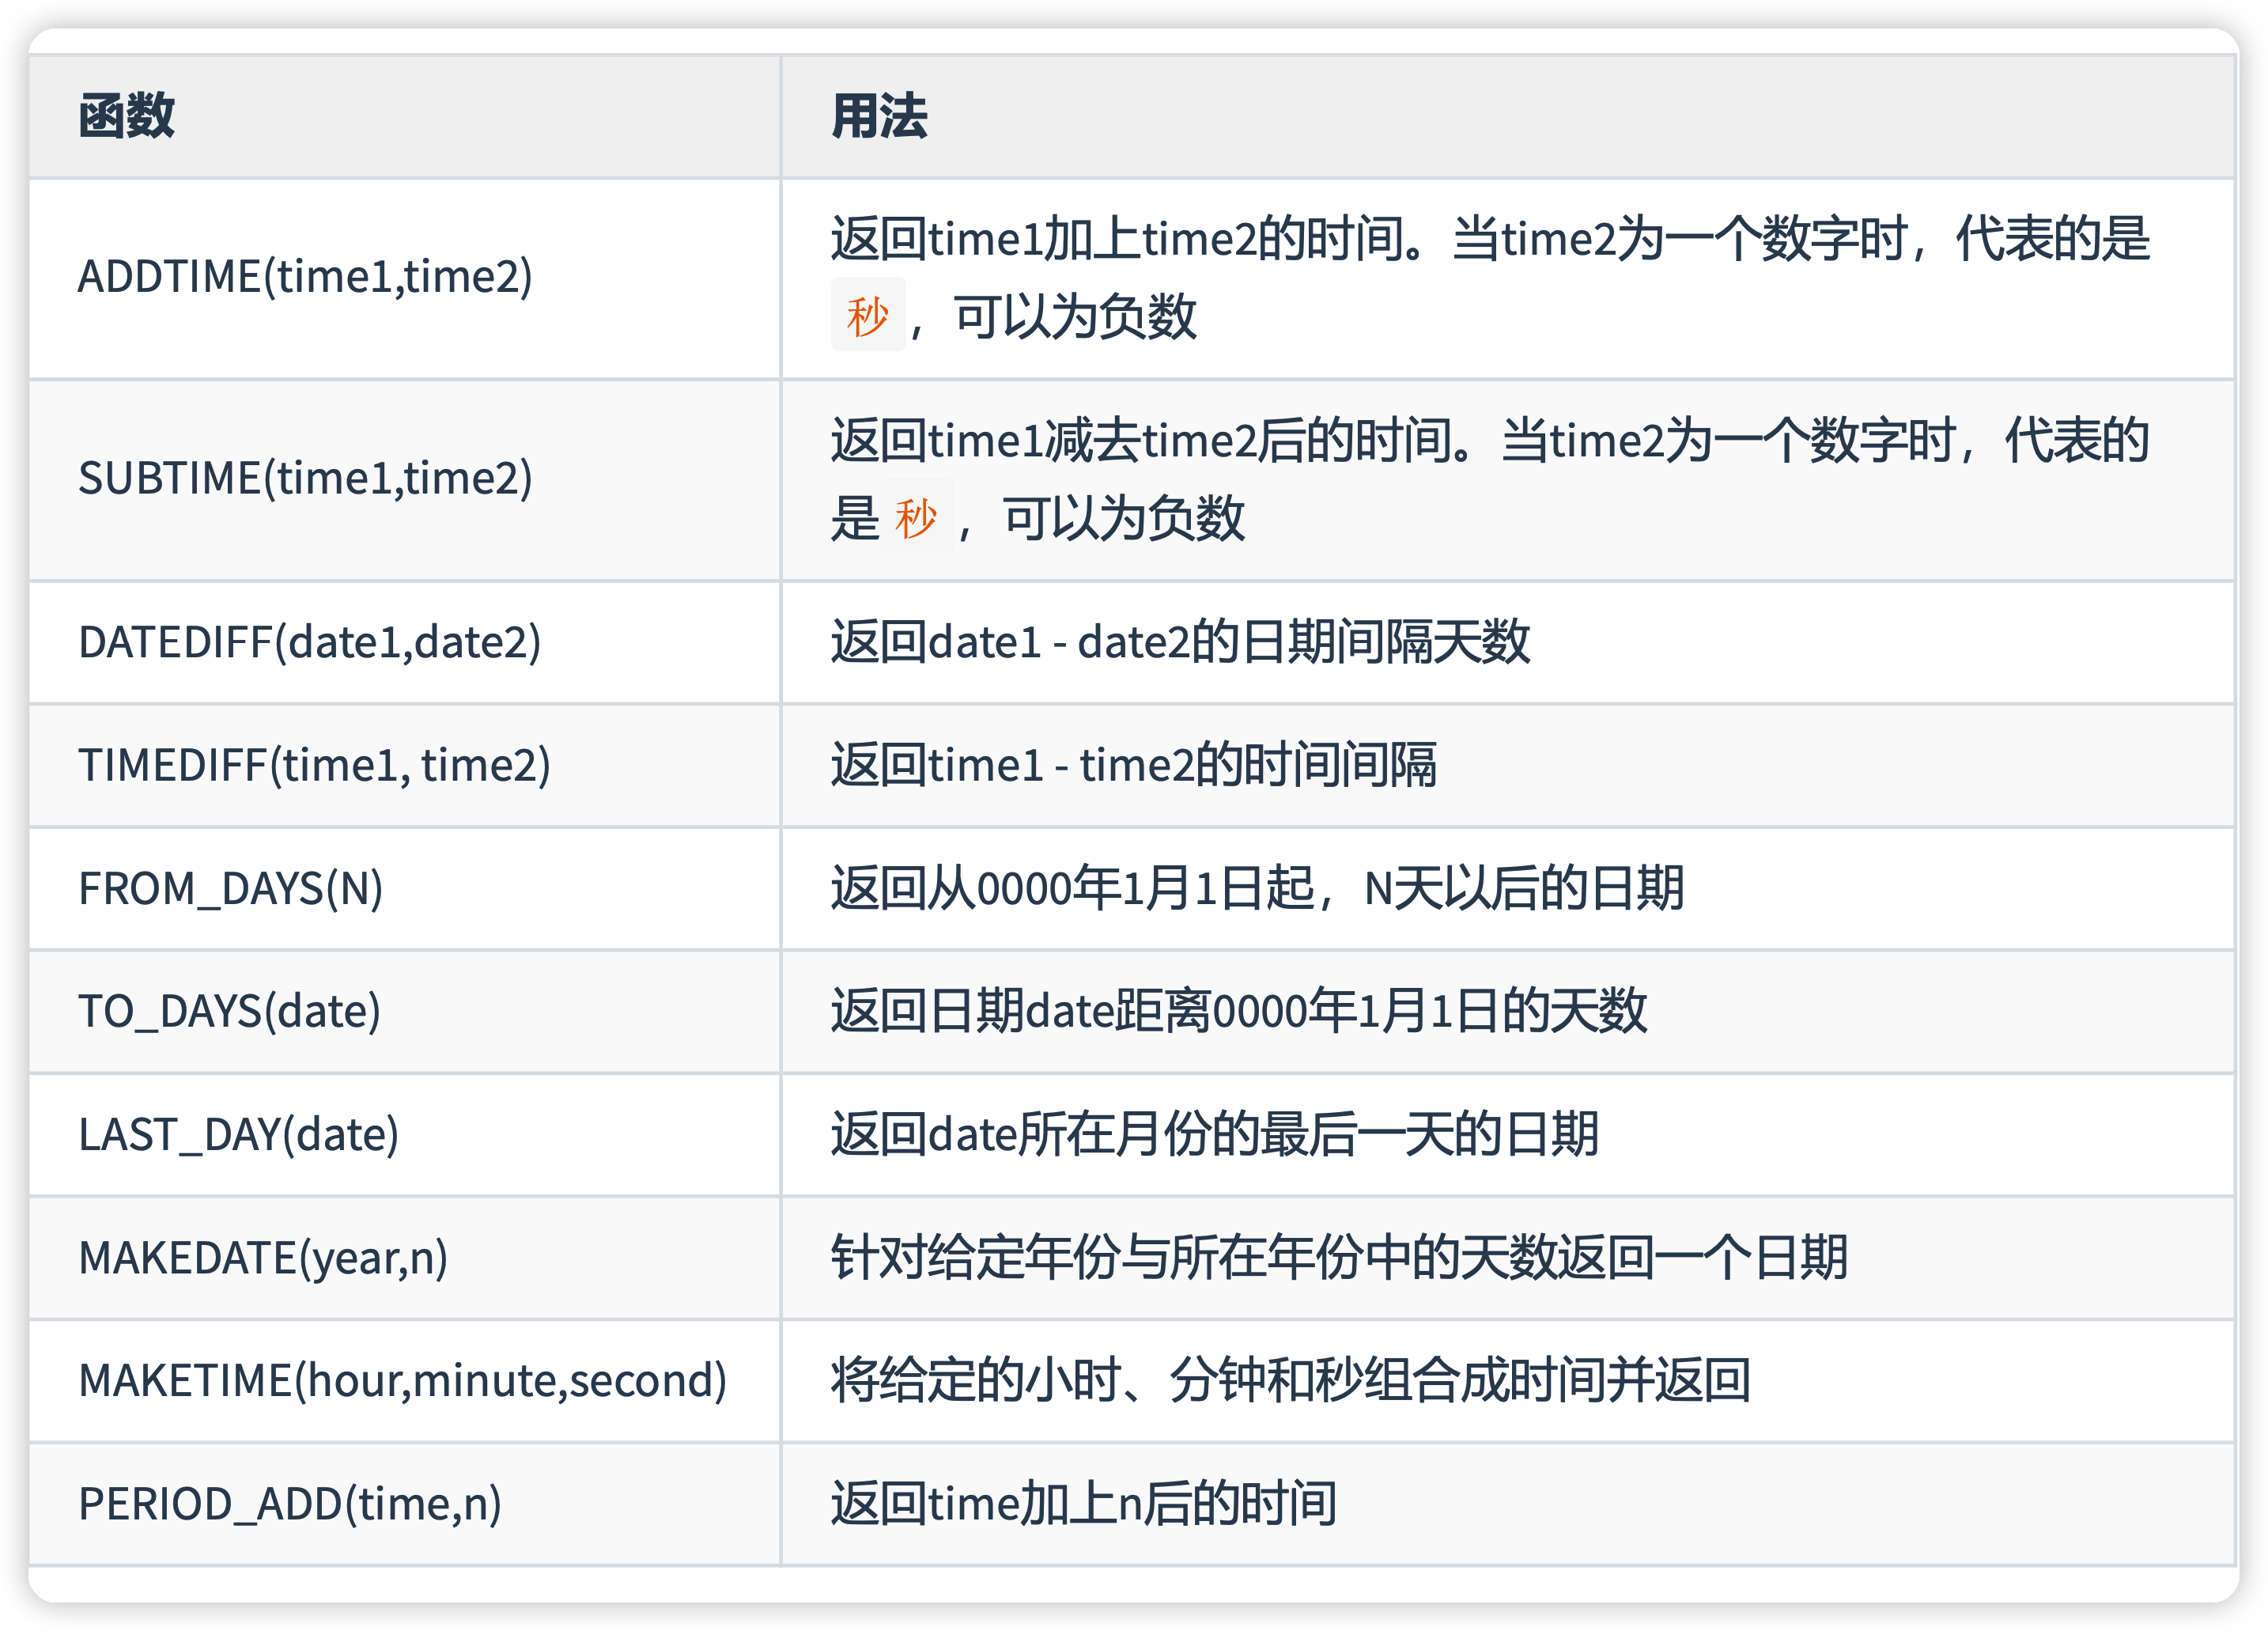 函数 用法
ADDTIME(time1,time2) 返回time1加上time2的时间。当time2为一个数字时，代表的是
秒，可以为负数
SUBTIME(time1,time2) 返回time1减去time2后的时间。当time2为一个数字时，代表的
是秒，可以为负数
DATEDIFF(date1,date2) 返回date1 - date2的日期间隔天数
TIMEDIFF(time1, time2) 返回time1 - time2的时间间隔
FROM_DAYS(N) 返回从0000年1月1日起，N天以后的日期
TO_DAYS(date) 返回日期date距离0000年1月1日的天数
LAST_DAY(date) 返回date所在月份的最后一天的日期
MAKEDATE(year,n) 针对给定年份与所在年份中的天数返回一个日期
MAKETIME(hour,minute,second) 将给定的小时、分钟和秒组合成时间并返回
PERIOD_ADD(time,n) 返回time加上n后的时间